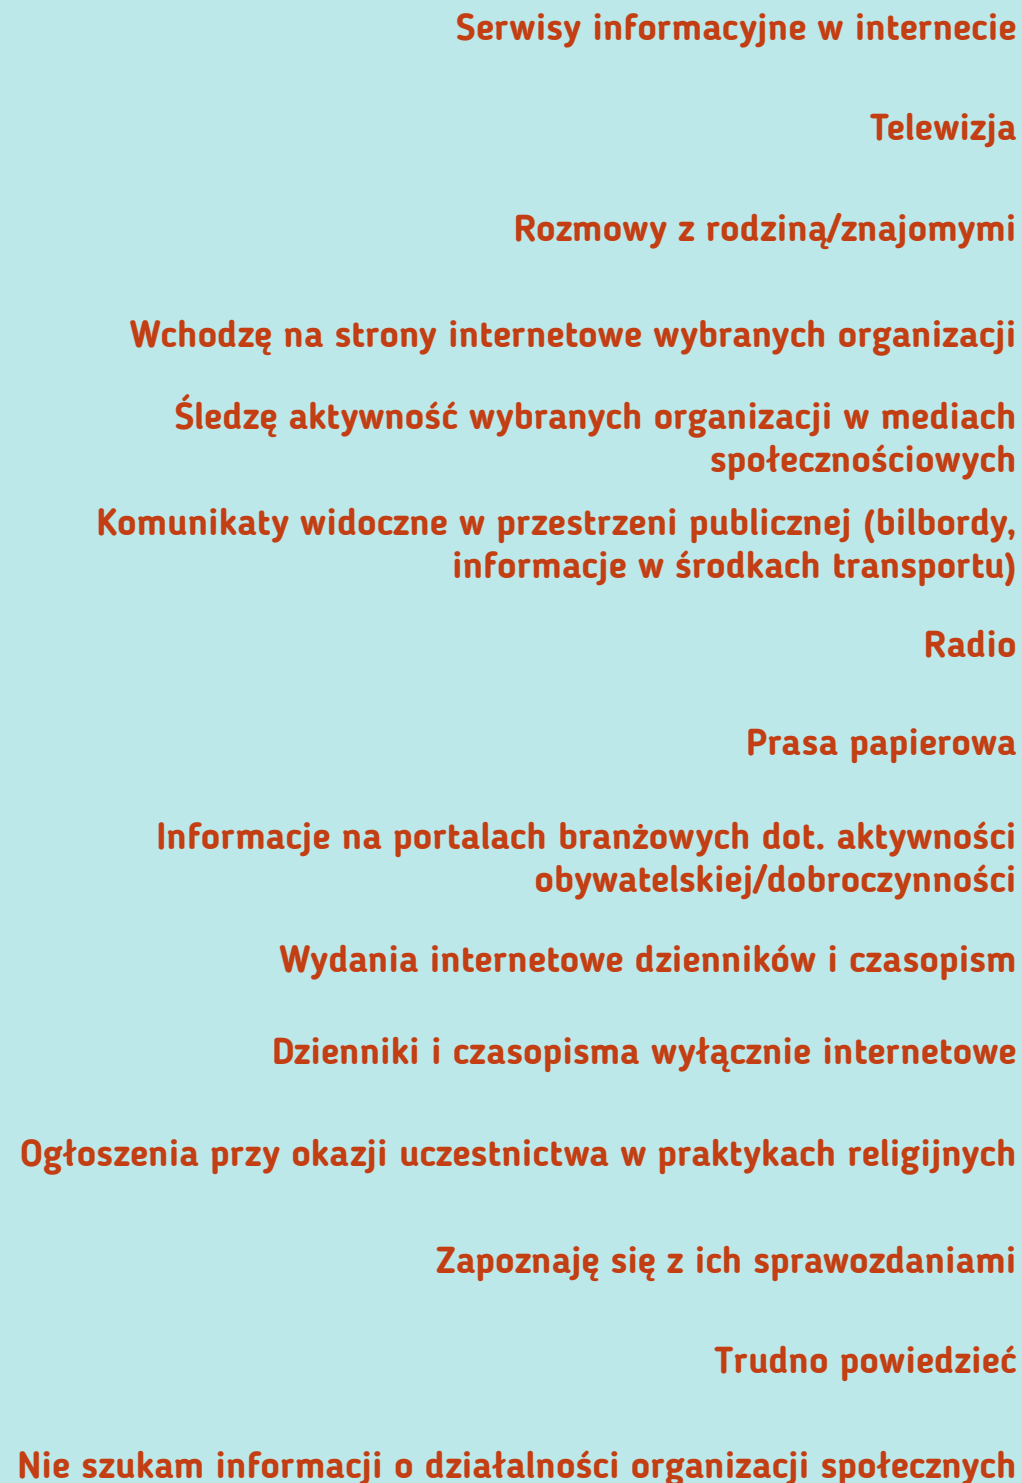 Serwisy informacyjne w internecie
Telewizja
Rozmowy z rodziną/znajomymi
Wchodzę na strony internetowe wybranych organizacji
Śledzę aktywność wybranych organizacji w mediach
społecznościowych
Komunikaty widoczne w przestrzeni publicznej (bilbordy,
informacje w środkach transportu)
Radio
Prasa papierowa
Informacje na portalach branżowych dot. aktywności
obywatelskiej/dobroczynności
Wydania internetowe dzienników i czasopism
Dzienniki i czasopisma wyłącznie internetowe
Ogłoszenia przy okazji uczestnictwa w praktykach religijnych
Zapoznaję się z ich sprawozdaniami
Trudno powiedzieć
Nie szukam informacji o działalności organizacji społecznych